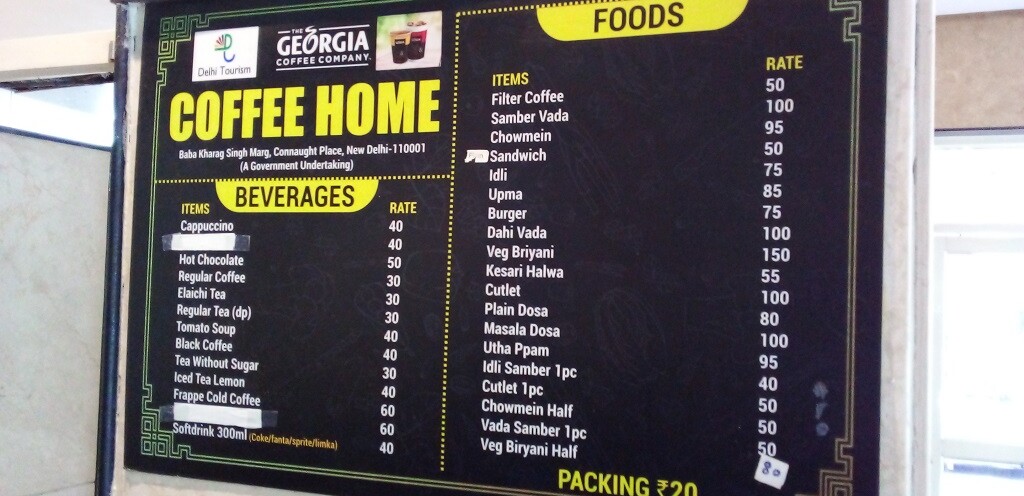 Delhi Tourism
THE
GEORGIA
COFFEE COMPANY
COFFEE HOME
Baba Kharag Singh Marg, Connaught Place, New Delhi-110001
(A Government Undertaking)
BEVERAGES
ITEMS RATE
Cappuccino 40
40
Hot Chocolate 50
Regular Coffee 30
Elaichi Tea 30
Regular Tea (dp) 30
Tomato Soup 40
Black Coffee 40
Tea Without Sugar 30
Iced Tea Lemon 40
Frappe Cold Coffee 60
60
Softdrink 300ml (Coke/fanta/sprite/limka) 40
FOODS
ITEMS RATE
Filter Coffee 50
Samber Vada 100
Chowmein 95
Sandwich 50
Idli 75
Upma 85
Burger 75
Dahi Vada 100
Veg Briyani 150
Kesari Halwa 55
Cutlet 100
Plain Dosa 80
Masala Dosa 100
Utha Ppam 95
Idli Samber 1pc 40
Cutlet 1pc 50
Chowmein Half 50
Vada Samber 1pc 50
Veg Biryani Half 80
PACKING ₹20